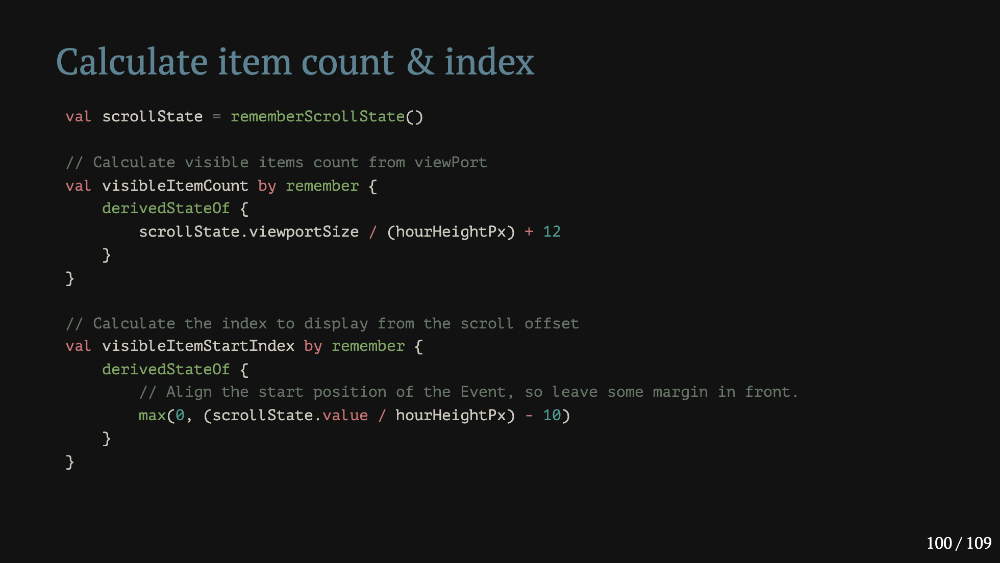 Calculate item count & index
val scrollState = rememberScrollState()
// Calculate visible items count from viewPort
val visibleItemCount by remember {
    derivedStateOf {
        scrollState.viewportSize / (hourHeightPx) + 12
    }
}
// Calculate the index to display from the scroll offset
val visibleItemStartIndex by remember {
    derivedStateOf {
        // Align the start position of the Event, so leave some margin in front.
        max(0, (scrollState.value / hourHeightPx) - 10)
    }
}
100 / 109